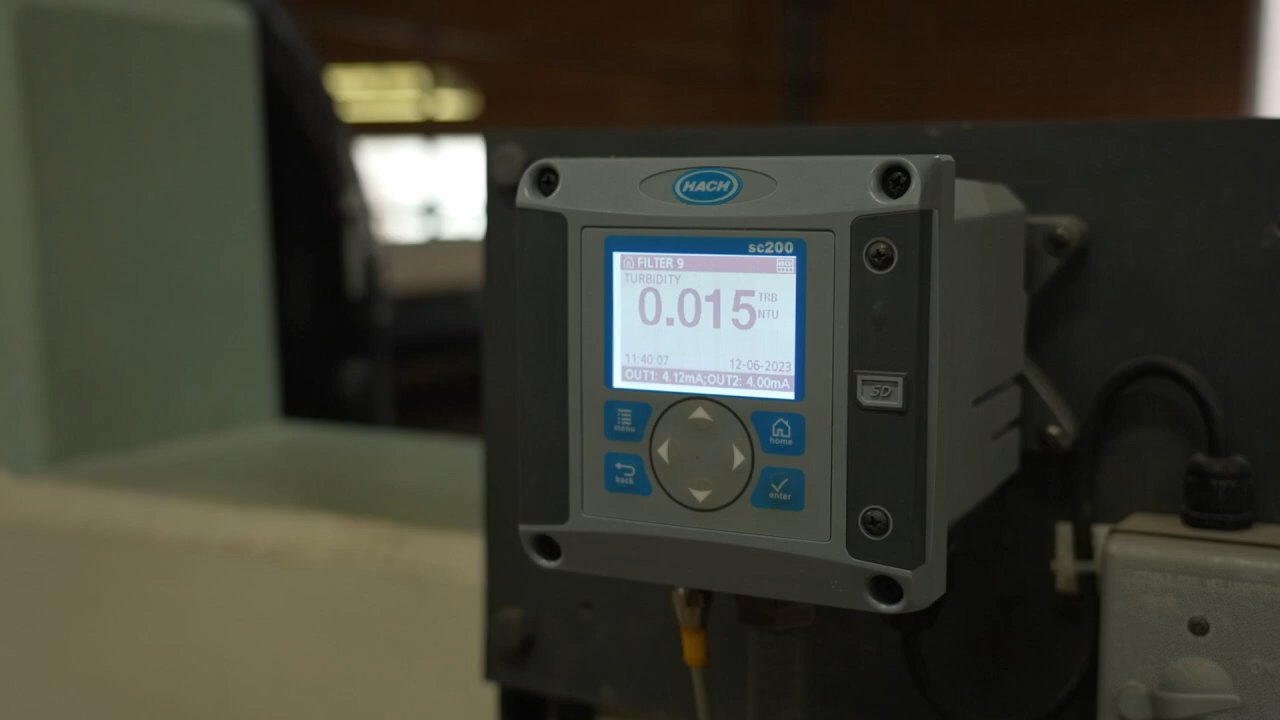 HACH
sc200
FILTER 9
TURBIDITY
0.015 TRB
NTU
11:40:07 12-06-2023
OUT1: 4.12mA;OUT2: 4.00mA
SD
menu
home
back
enter